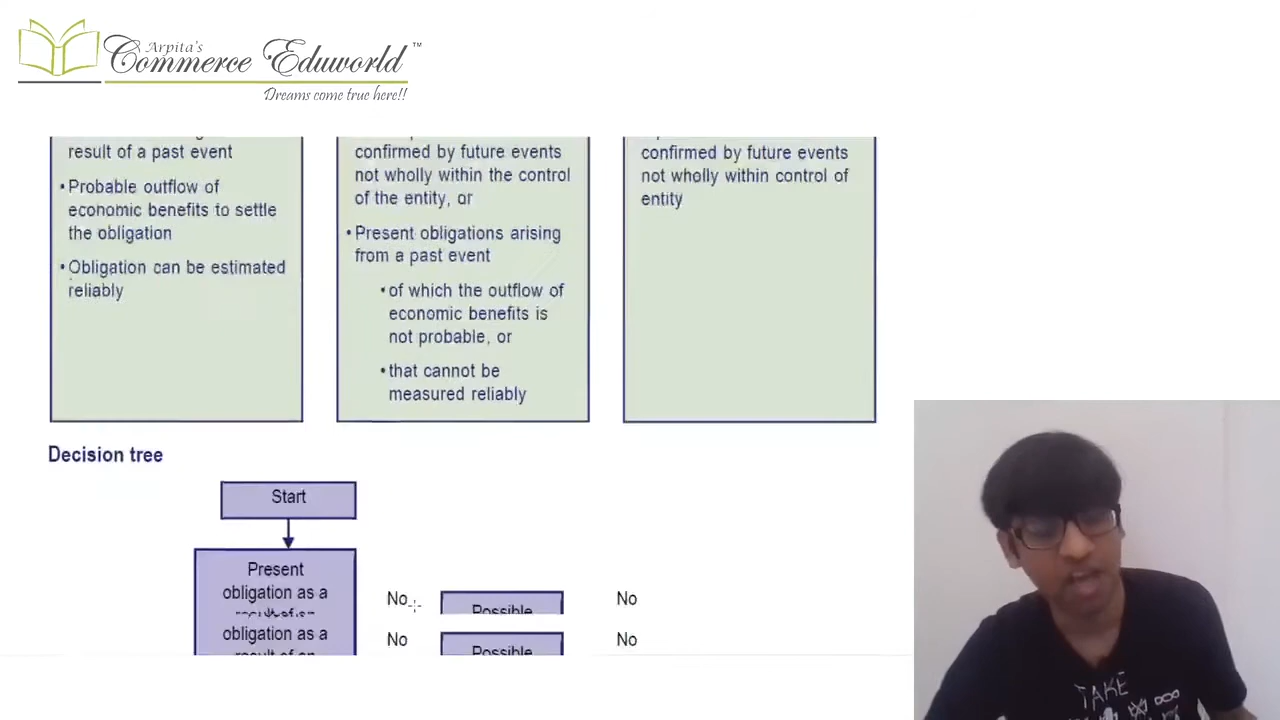 Arpita's
Commerce Eduworld™
Dreams come true here!!
result of a past event
• Probable outflow of
economic benefits to settle
the obligation
• Obligation can be estimated
reliably
confirmed by future events
not wholly within the control
of the entity, or
• Present obligations arising
from a past event
• of which the outflow of
economic benefits is
not probable, or
• that cannot be
measured reliably
confirmed by future events
not wholly within control of
entity
Decision tree
Start
Present
obligation as a
obligation as a
result of an
No
Possible
No
No
Possible
No
TAKE